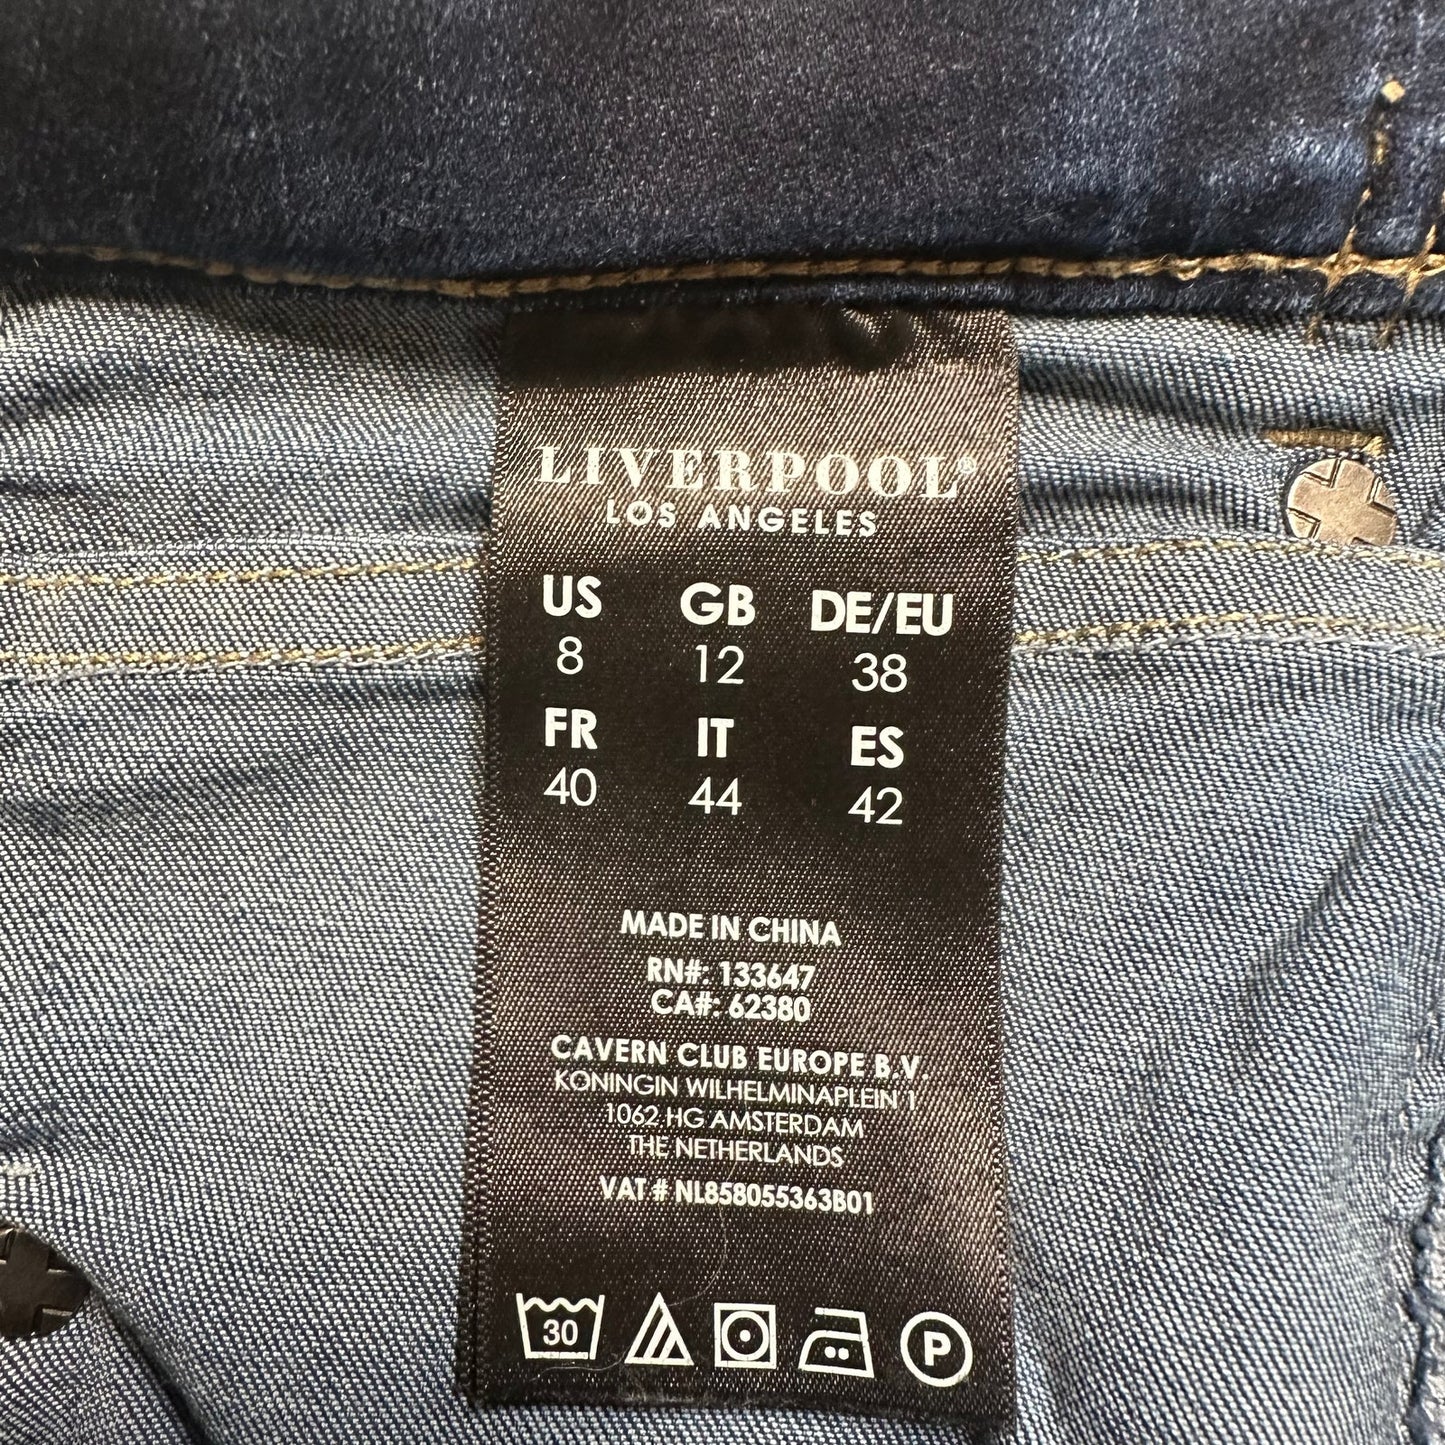 LIVERPOOL®
LOS ANGELES
US GB DE/EU
8 12 38
FR IT ES
40 44 42
MADE IN CHINA
RN#: 133647
CA#: 62380
CAVERN CLUB EUROPE B.V.
KONINGIN WILHELMINAPLEIN 1
1062 HG AMSTERDAM
THE NETHERLANDS
VAT # NL858055363B01
30 P